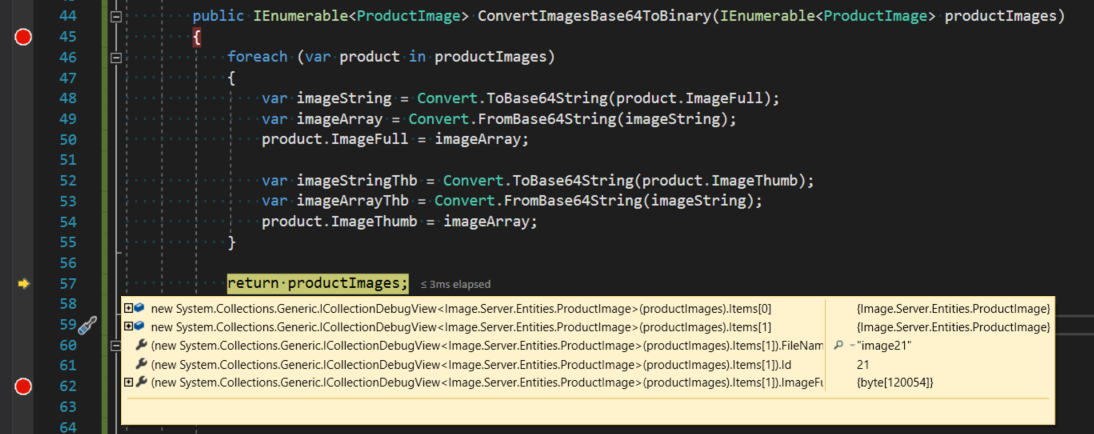 44 public IEnumerable<ProductImage> ConvertImagesBase64ToBinary(IEnumerable<ProductImage> productImages)
45 {
46 foreach (var product in productImages)
47 {
48 var imageString = Convert.ToBase64String(product.ImageFull);
49 var imageArray = Convert.FromBase64String(imageString);
50 product.ImageFull = imageArray;
51
52 var imageStringThb = Convert.ToBase64String(product.ImageThumb);
53 var imageArrayThb = Convert.FromBase64String(imageString);
54 product.ImageThumb = imageArray;
55 }
56
57 return productImages; ≤ 3ms elapsed
58 new System.Collections.Generic.ICollectionDebugView<Image.Server.Entities.ProductImage>(productImages).Items[0] {Image.Server.Entities.ProductImage}
59 new System.Collections.Generic.ICollectionDebugView<Image.Server.Entities.ProductImage>(productImages).Items[1] {Image.Server.Entities.ProductImage}
60 (new System.Collections.Generic.ICollectionDebugView<Image.Server.Entities.ProductImage>(productImages).Items[1]).FileNam "image21"
61 (new System.Collections.Generic.ICollectionDebugView<Image.Server.Entities.ProductImage>(productImages).Items[1]).Id 21
62 (new System.Collections.Generic.ICollectionDebugView<Image.Server.Entities.ProductImage>(productImages).Items[1]).ImageFu {byte[120054]}
63
64